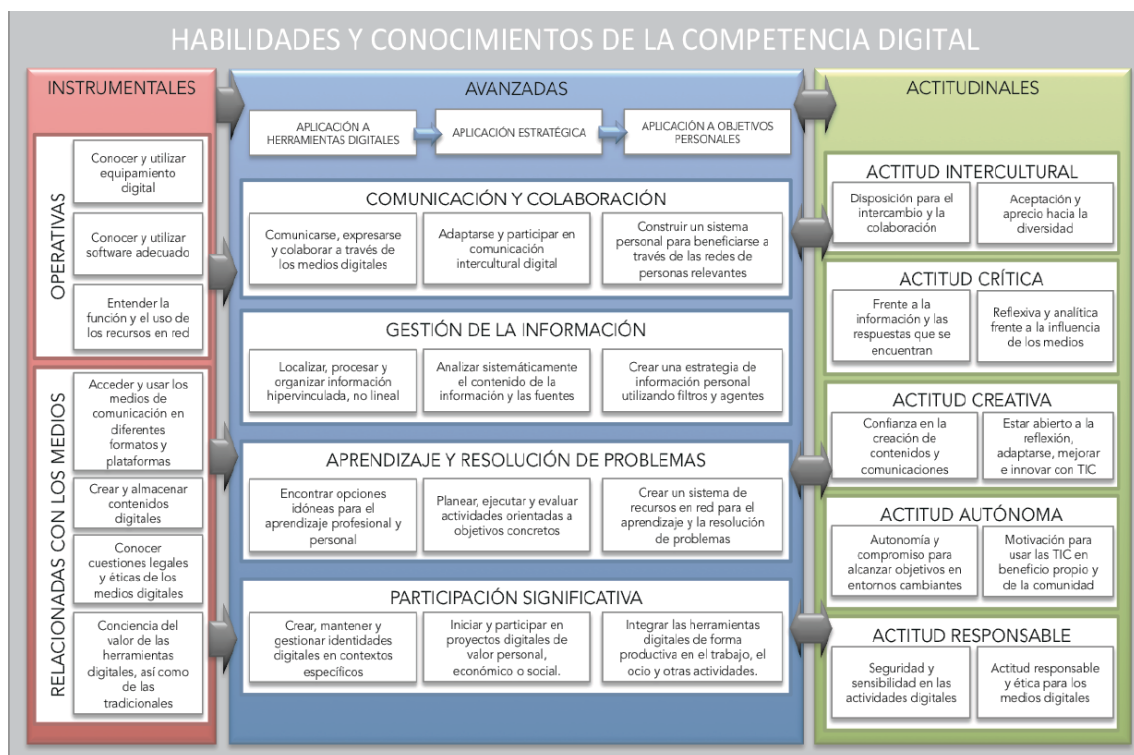 HABILIDADES Y CONOCIMIENTOS DE LA COMPETENCIA DIGITAL
INSTRUMENTALES
OPERATIVAS
Conocer y utilizar
equipamiento
digital
Conocer y utilizar
software adecuado
Entender la
función y el uso de
los recursos en red
RELACIONADAS CON LOS MEDIOS
Acceder y usar los
medios de
comunicación en
diferentes
formatos y
plataformas
Crear y almacenar
contenidos
digitales
Conocer
cuestiones legales
y éticas de los
medios digitales
Conciencia del
valor de las
herramientas
digitales, así como
de las
tradicionales
AVANZADAS
APLICACIÓN A
HERRAMIENTAS DIGITALES
APLICACIÓN ESTRATÉGICA
APLICACIÓN A OBJETIVOS
PERSONALES
COMUNICACIÓN Y COLABORACIÓN
Comunicarse, expresarse
y colaborar a través de
los medios digitales
Adaptarse y participar en
comunicación
intercultural digital
Construir un sistema
personal para beneficiarse a
través de las redes de
personas relevantes
GESTIÓN DE LA INFORMACIÓN
Localizar, procesar y
organizar información
hipervinculada, no lineal
Analizar sistemáticamente
el contenido de la
información y las fuentes
Crear una estrategia de
información personal
utilizando filtros y agentes
APRENDIZAJE Y RESOLUCIÓN DE PROBLEMAS
Encontrar opciones
idóneas para el
aprendizaje profesional y
personal
Planear, ejecutar y evaluar
actividades orientadas a
objetivos concretos
Crear un sistema de
recursos en red para el
aprendizaje y la resolución
de problemas
PARTICIPACIÓN SIGNIFICATIVA
Crear, mantener y
gestionar identidades
digitales en contextos
específicos
Iniciar y participar en
proyectos digitales de
valor personal,
económico o social.
Integrar las herramientas
digitales de forma
productiva en el trabajo, el
ocio y otras actividades.
ACTITUDINALES
ACTITUD INTERCULTURAL
Disposición para el
intercambio y la
colaboración
Aceptación y
aprecio hacia la
diversidad
ACTITUD CRÍTICA
Frente a la
información y las
respuestas que se
encuentran
Reflexiva y analítica
frente a la influencia
de los medios
ACTITUD CREATIVA
Confianza en la
creación de
contenidos y
comunicaciones
Estar abierto a la
reflexión,
adaptarse, mejorar
e innovar con TIC
ACTITUD AUTÓNOMA
Autonomía y
compromiso para
alcanzar objetivos en
entornos cambiantes
Motivación para
usar las TIC en
beneficio propio y
de la comunidad
ACTITUD RESPONSABLE
Seguridad y
sensibilidad en las
actividades digitales
Actitud responsable
y ética para los
medios digitales